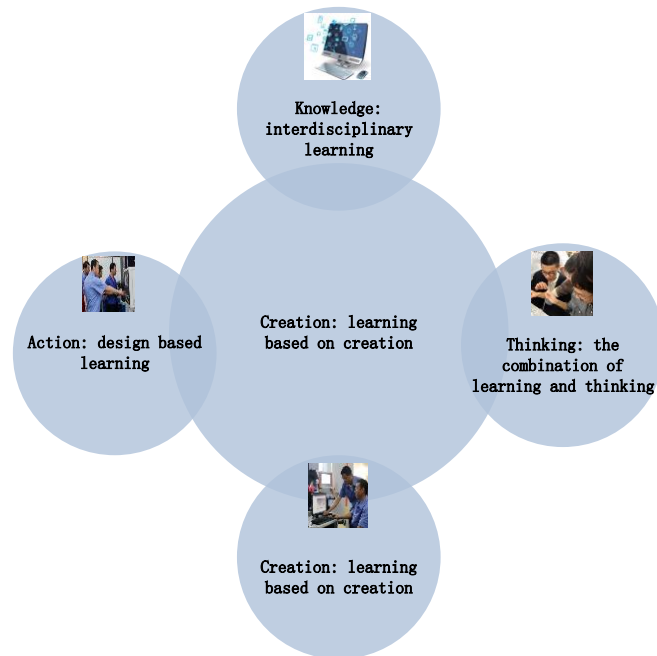 Knowledge:
interdisciplinary
learning
Action: design based
learning
Creation: learning
based on creation
Thinking: the
combination of
learning and thinking
Creation: learning
based on creation